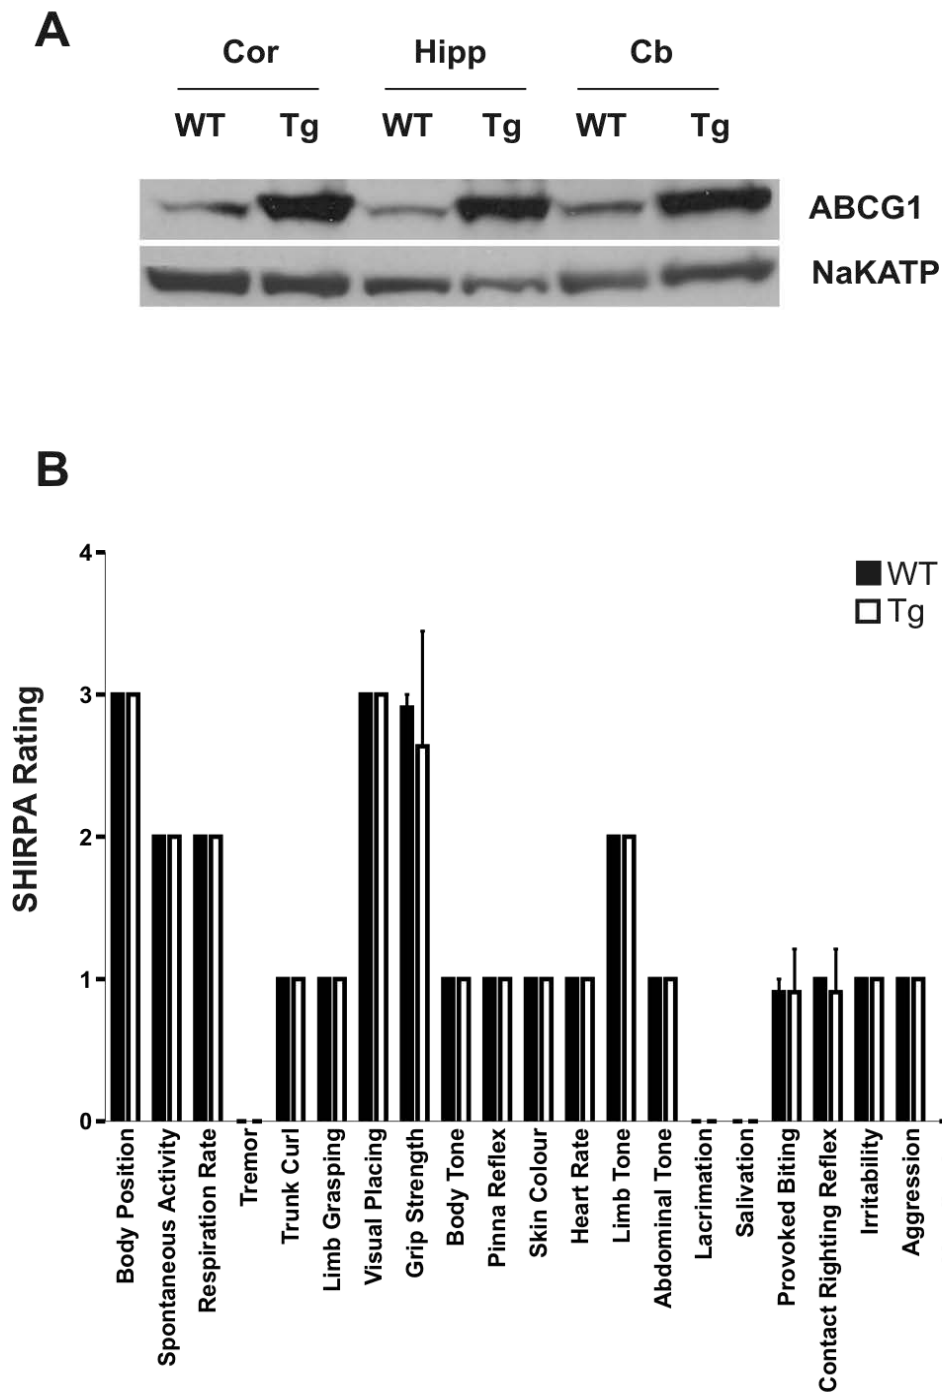 A
Cor Hipp Cb
WT Tg WT Tg WT Tg
ABCG1
NaKATP
B
4
3
2
1
0
SHIRPA Rating
WT
Tg
Body Position
Spontaneous Activity
Respiration Rate
Tremor
Trunk Curl
Limb Grasping
Visual Placing
Grip Strength
Body Tone
Pinna Reflex
Skin Colour
Heart Rate
Limb Tone
Abdominal Tone
Lacrimation
Salivation
Provoked Biting
Contact Righting Reflex
Irritability
Aggression